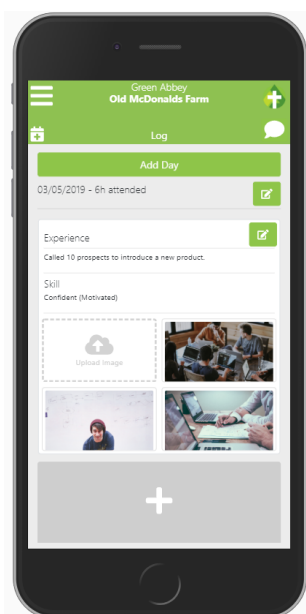 Green Abbey
Old McDonalds Farm
Log
Add Day
03/05/2019 - 6h attended
Experience
Called 10 prospects to introduce a new product.
Skill
Confident (Motivated)
Upload Image